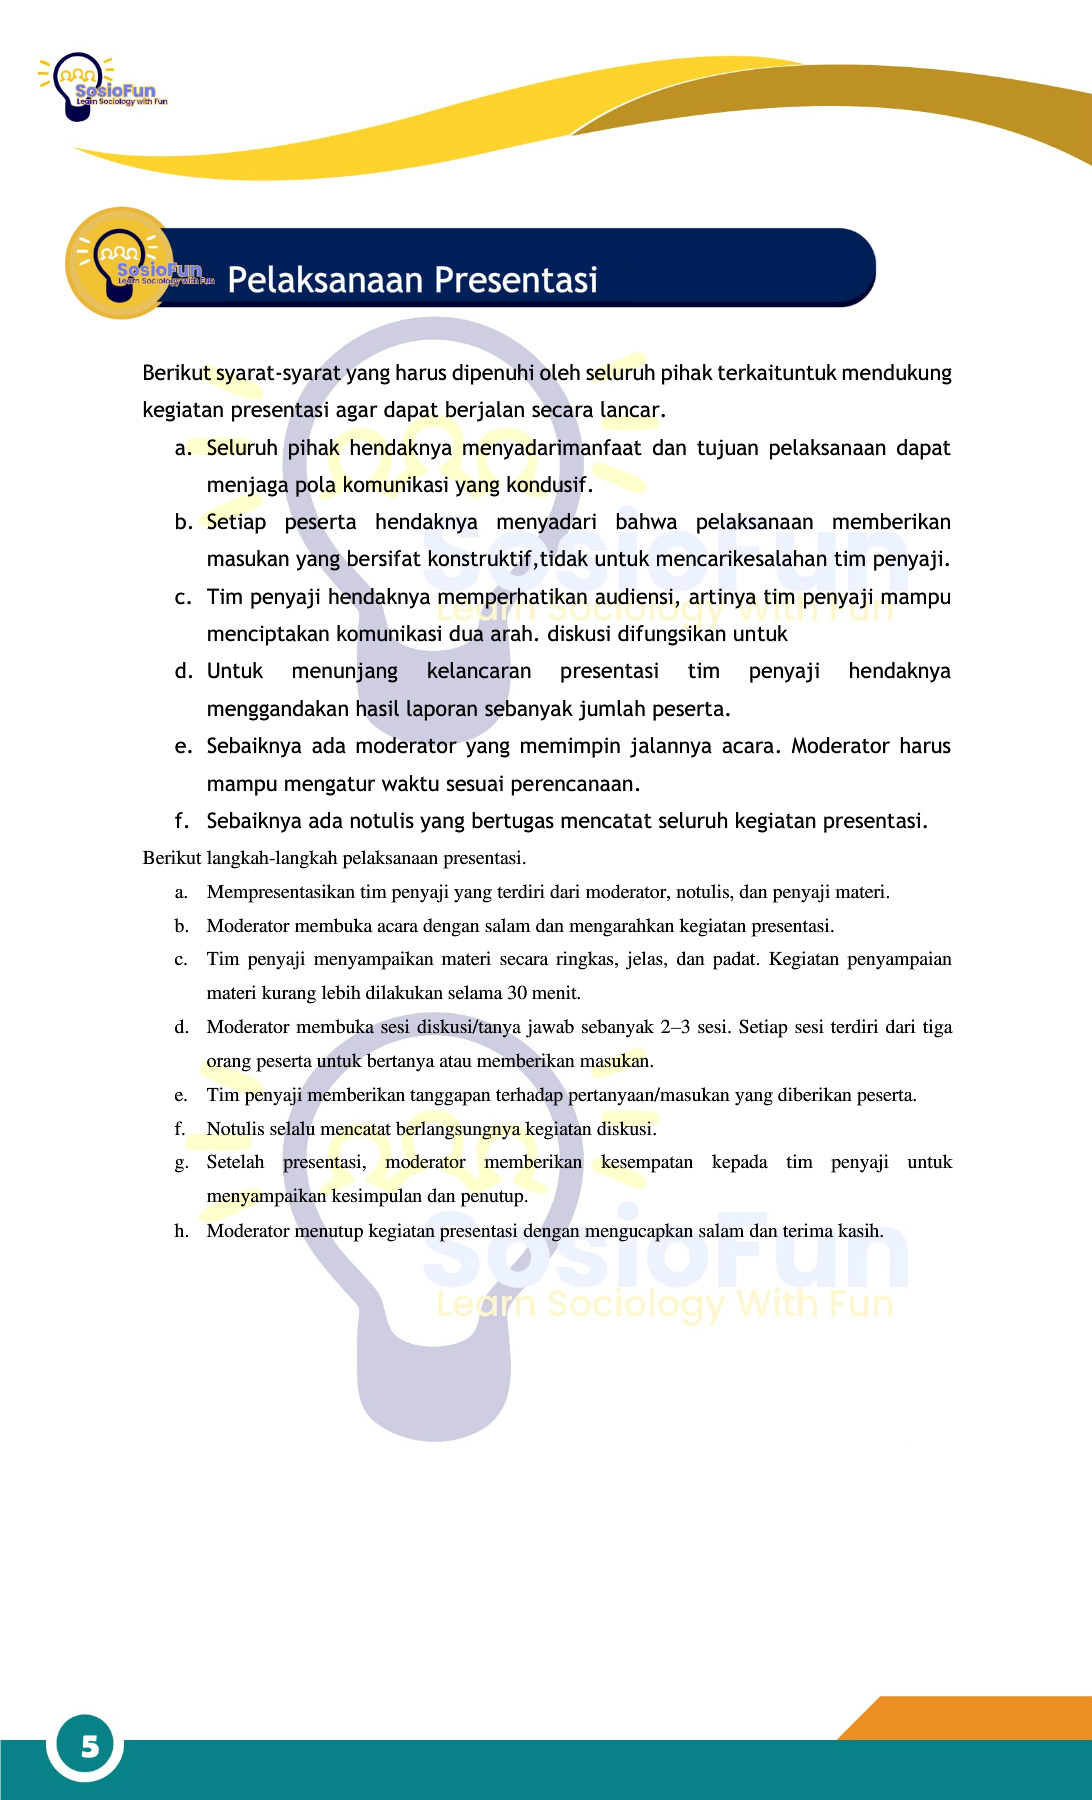 SosioFun
Learn Sociology with Fun
SosioFun
Learn Sociology with Fun
Pelaksanaan Presentasi
Berikut syarat-syarat yang harus dipenuhi oleh seluruh pihak terkaituntuk mendukung
kegiatan presentasi agar dapat berjalan secara lancar.
a. Seluruh pihak hendaknya menyadarimanfaat dan tujuan pelaksanaan dapat
menjaga pola komunikasi yang kondusif.
b. Setiap peserta hendaknya menyadari bahwa pelaksanaan memberikan
masukan yang bersifat konstruktif,tidak untuk mencarikesalahan tim penyaji.
c. Tim penyaji hendaknya memperhatikan audiensi, artinya tim penyaji mampu
menciptakan komunikasi dua arah. diskusi difungsikan untuk
d. Untuk menunjang kelancaran presentasi tim penyaji hendaknya
menggandakan hasil laporan sebanyak jumlah peserta.
e. Sebaiknya ada moderator yang memimpin jalannya acara. Moderator harus
mampu mengatur waktu sesuai perencanaan.
f. Sebaiknya ada notulis yang bertugas mencatat seluruh kegiatan presentasi.
Berikut langkah-langkah pelaksanaan presentasi.
a. Mempresentasikan tim penyaji yang terdiri dari moderator, notulis, dan penyaji materi.
b. Moderator membuka acara dengan salam dan mengarahkan kegiatan presentasi.
c. Tim penyaji menyampaikan materi secara ringkas, jelas, dan padat. Kegiatan penyampaian
materi kurang lebih dilakukan selama 30 menit.
d. Moderator membuka sesi diskusi/tanya jawab sebanyak 2–3 sesi. Setiap sesi terdiri dari tiga
orang peserta untuk bertanya atau memberikan masukan.
e. Tim penyaji memberikan tanggapan terhadap pertanyaan/masukan yang diberikan peserta.
f. Notulis selalu mencatat berlangsungnya kegiatan diskusi.
g. Setelah presentasi, moderator memberikan kesempatan kepada tim penyaji untuk
menyampaikan kesimpulan dan penutup.
h. Moderator menutup kegiatan presentasi dengan mengucapkan salam dan terima kasih.
SosioFun
Learn Sociology With Fun
SosioFun
Learn Sociology With Fun
5